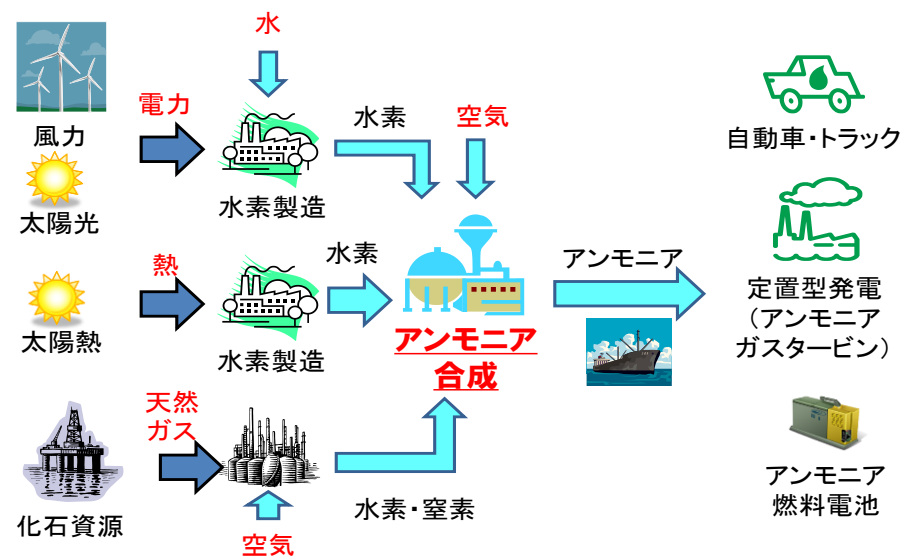 水
電力
水素
空気
風力
水素製造
太陽光
熱
水素
太陽熱
水素製造
アンモニア
合成
アンモニア
天然
ガス
化石資源
空気
水素・窒素
自動車・トラック
定置型発電
（アンモニア
ガスタービン）
アンモニア
燃料電池